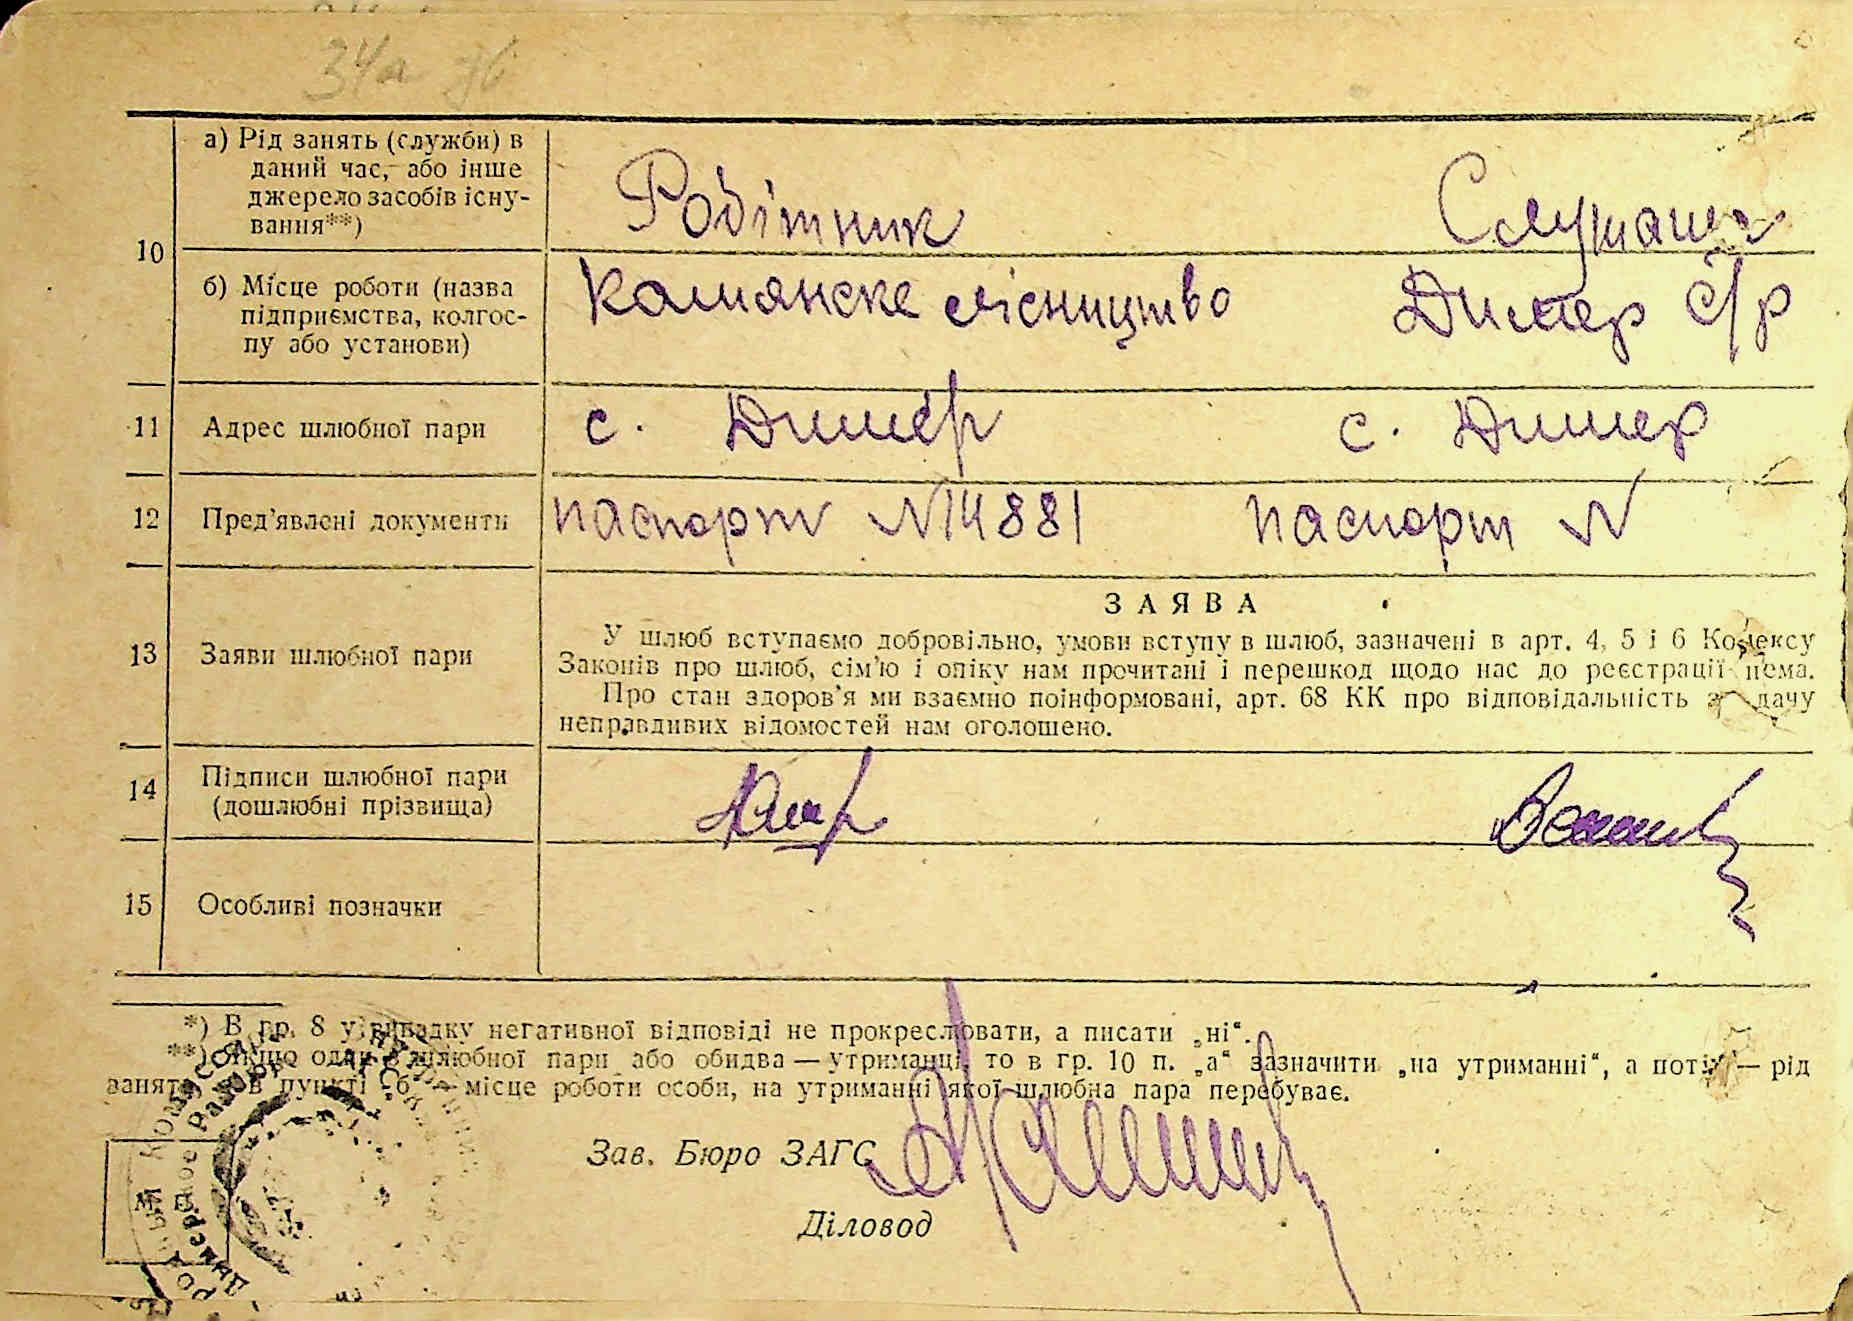 34а
10
а) Рід занять (служби) в
даний час, або інше
джерело засобів існу-
вання**)
Робітник
Служащ
б) Місце роботи (назва
підприємства, колгос-
пу або установи)
Камянске лісництво
Димер с/р
11
Адрес шлюбної пари
с. Димер
с. Димер
12
Пред'явлені документи
паспорт N14881
паспорт N
13
Заяви шлюбної пари
ЗАЯВА
У шлюб вступаємо добровільно, умови вступу в шлюб, зазначені в арт. 4, 5 і 6 Кодексу
Законів про шлюб, сім'ю і опіку нам прочитані і перешкод щодо нас до реєстрації нема.
Про стан здоров'я ми взаємно поінформовані, арт. 68 КК про відповідальність за дачу
неправдивих відомостей нам оголошено.
14
Підписи шлюбної пари
(дошлюбні прізвища)
15
Особливі позначки
*) В гр. 8 у випадку негативної відповіді не прокреслювати, а писати „ні“.
**) Якщо один з шлюбної пари або обидва — утриманці, то в гр. 10 п. „а“ зазначити „на утриманні“, а потім — рід
занять, а в пункті „б“ — місце роботи особи, на утриманні якої шлюбна пара перебуває.
Зав. Бюро ЗАГС
М П
Діловод